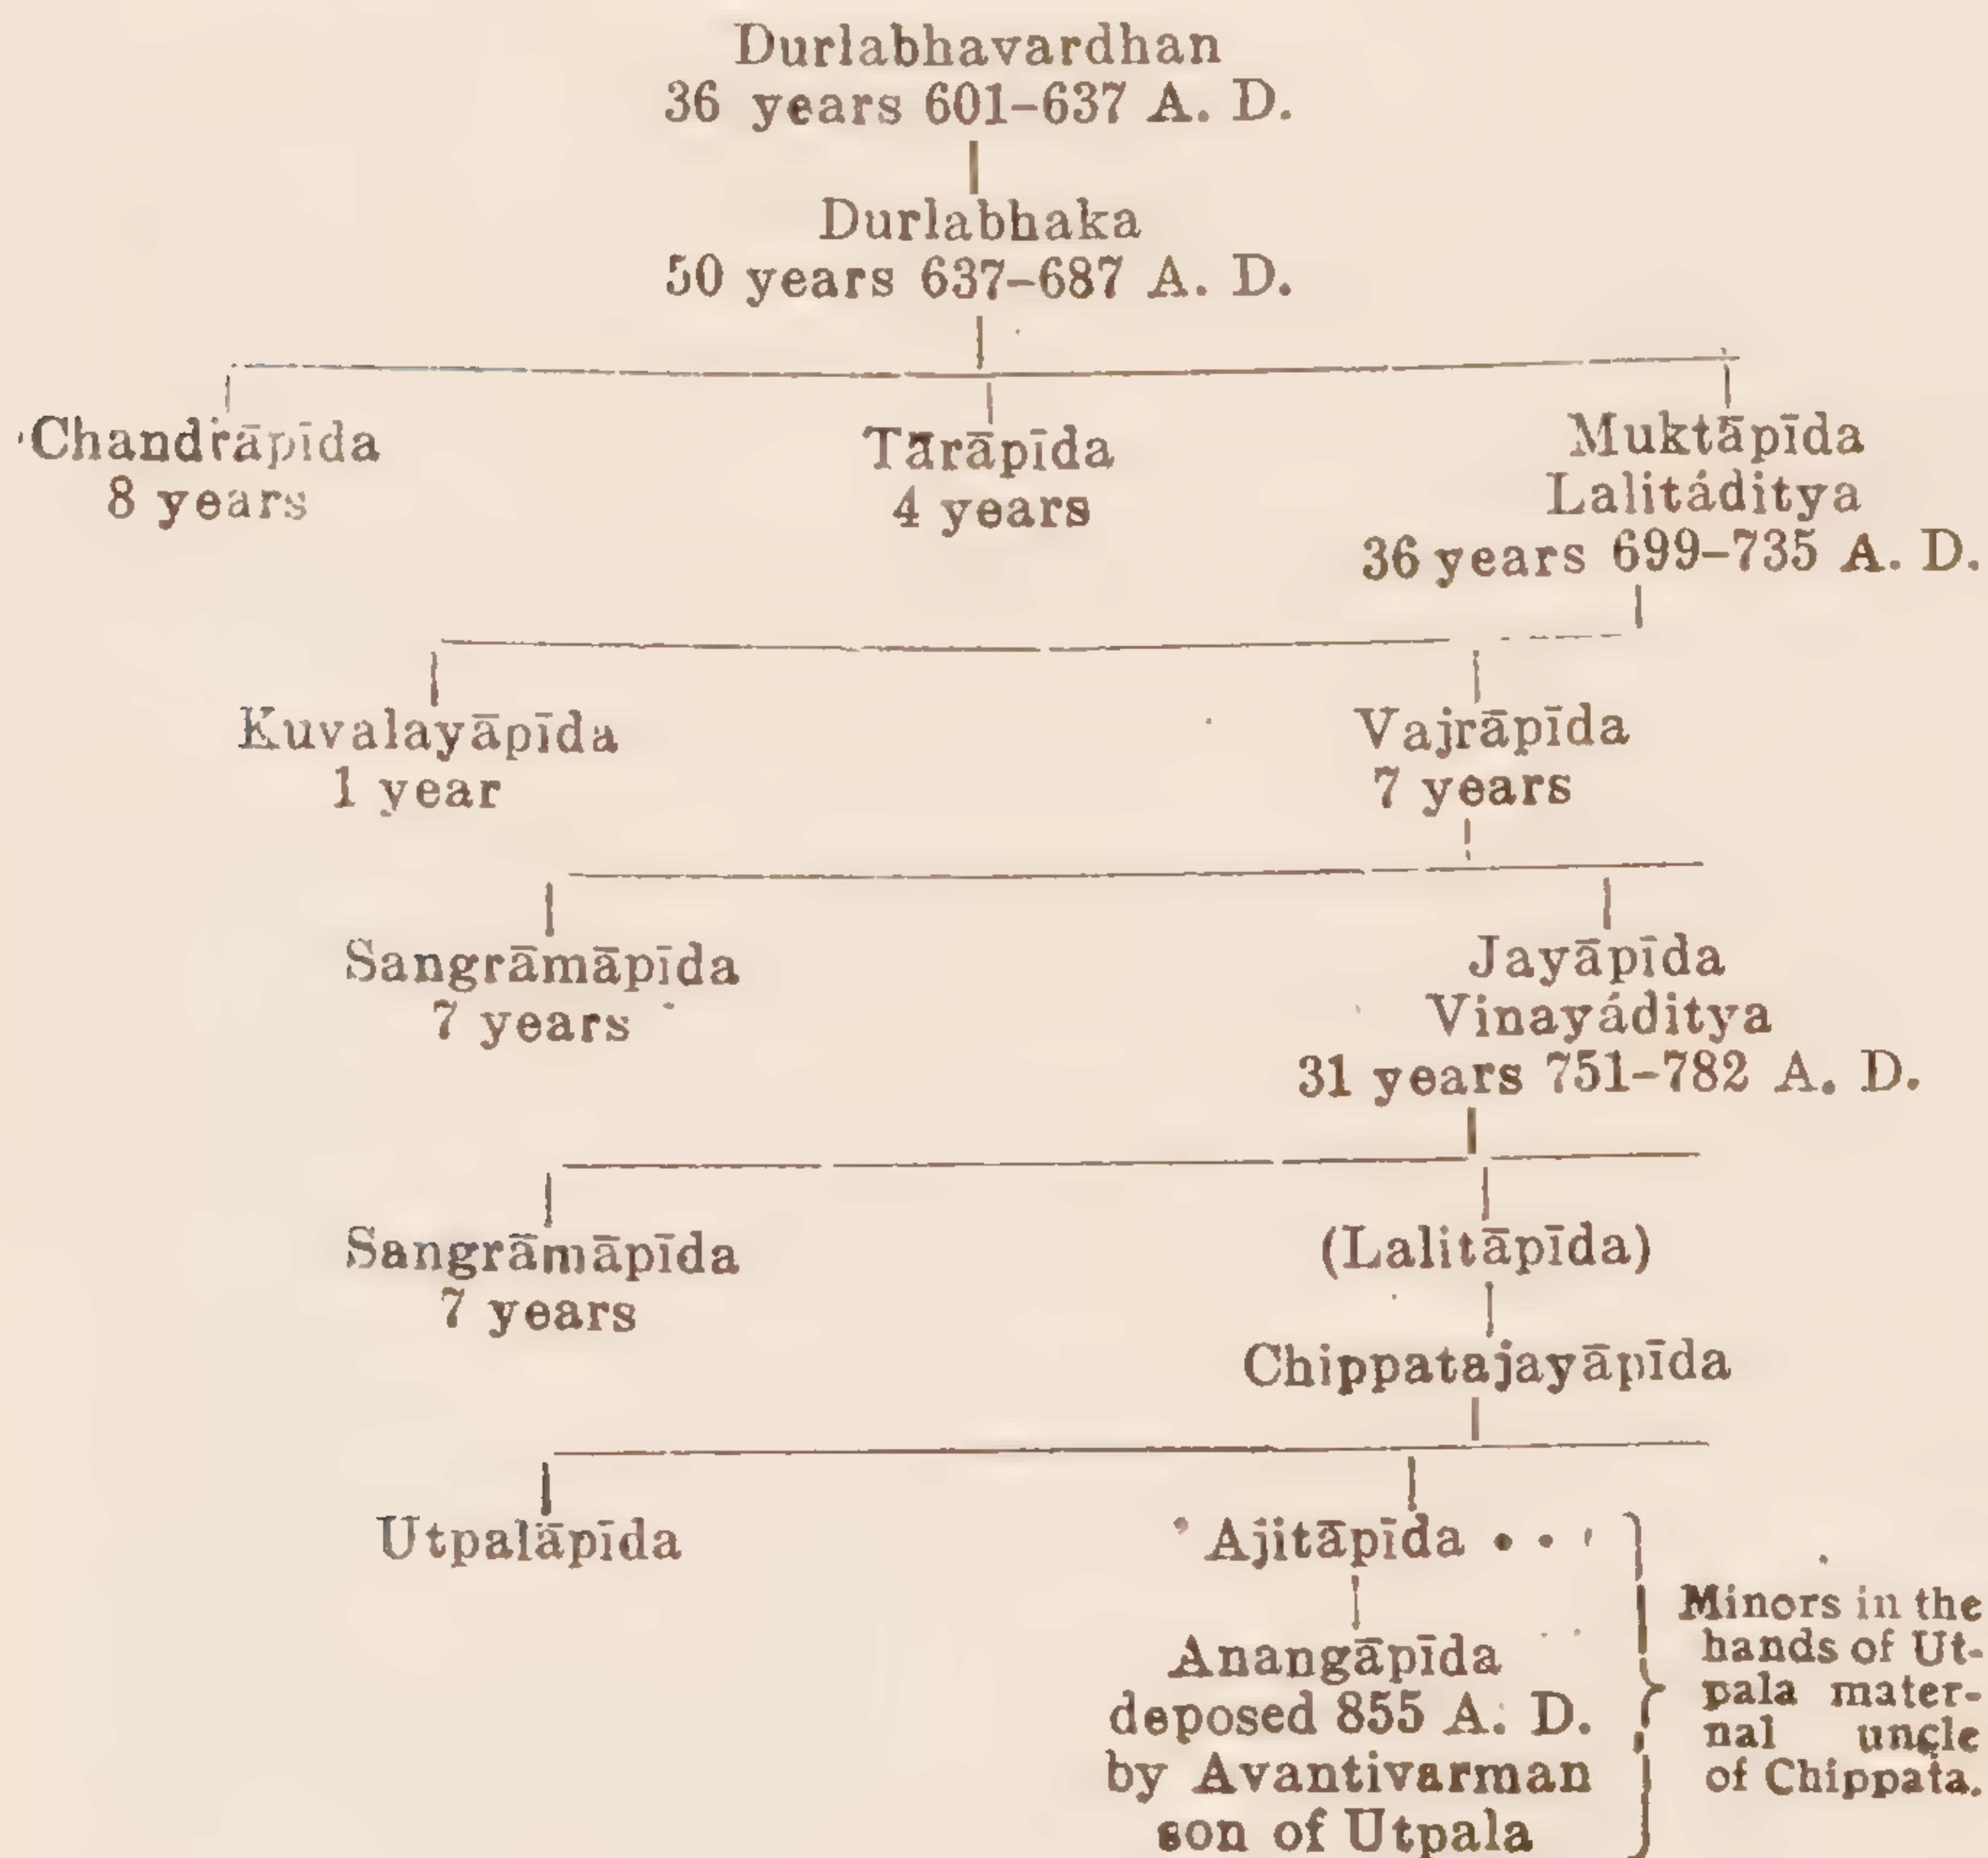 Durlabhavardhan
36 years 601–637 A. D.
Durlabhaka
50 years 637–687 A. D.
Chandrāpīda
8 years
Tārāpīda
4 years
Muktāpīda
Lalitáditya
36 years 699–735 A. D.
Kuvalayāpīda
1 year
Vajrāpīda
7 years
Sangrāmāpīda
7 years
Jayāpīda
Vinayáditya
31 years 751–782 A. D.
Sangrāmāpīda
7 years
(Lalitāpīda)
Chippatajayāpīda
Utpalāpīda
Ajitāpīda
Anangāpīda
deposed 855 A. D.
by Avantivarman
son of Utpala
Minors in the
hands of Ut-
pala mater-
nal uncle
of Chippata.